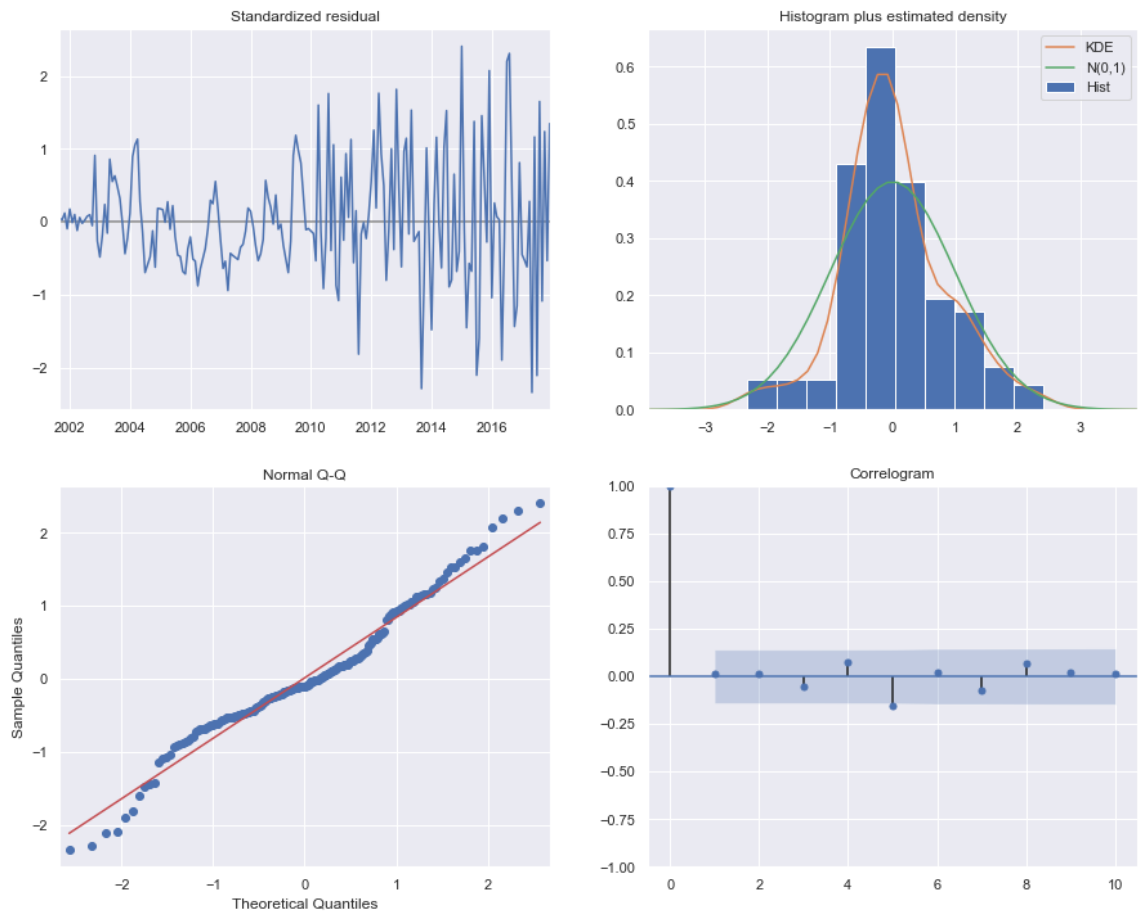 Standardized residual
2
1
0
−1
−2
2002 2004 2006 2008 2010 2012 2014 2016
Histogram plus estimated density
KDE
N(0,1)
Hist
0.6
0.5
0.4
0.3
0.2
0.1
0.0
−3 −2 −1 0 1 2 3
Normal Q-Q
Sample Quantiles
2
1
0
−1
−2
−2 −1 0 1 2
Theoretical Quantiles
Correlogram
1.00
0.75
0.50
0.25
0.00
−0.25
−0.50
−0.75
−1.00
0 2 4 6 8 10